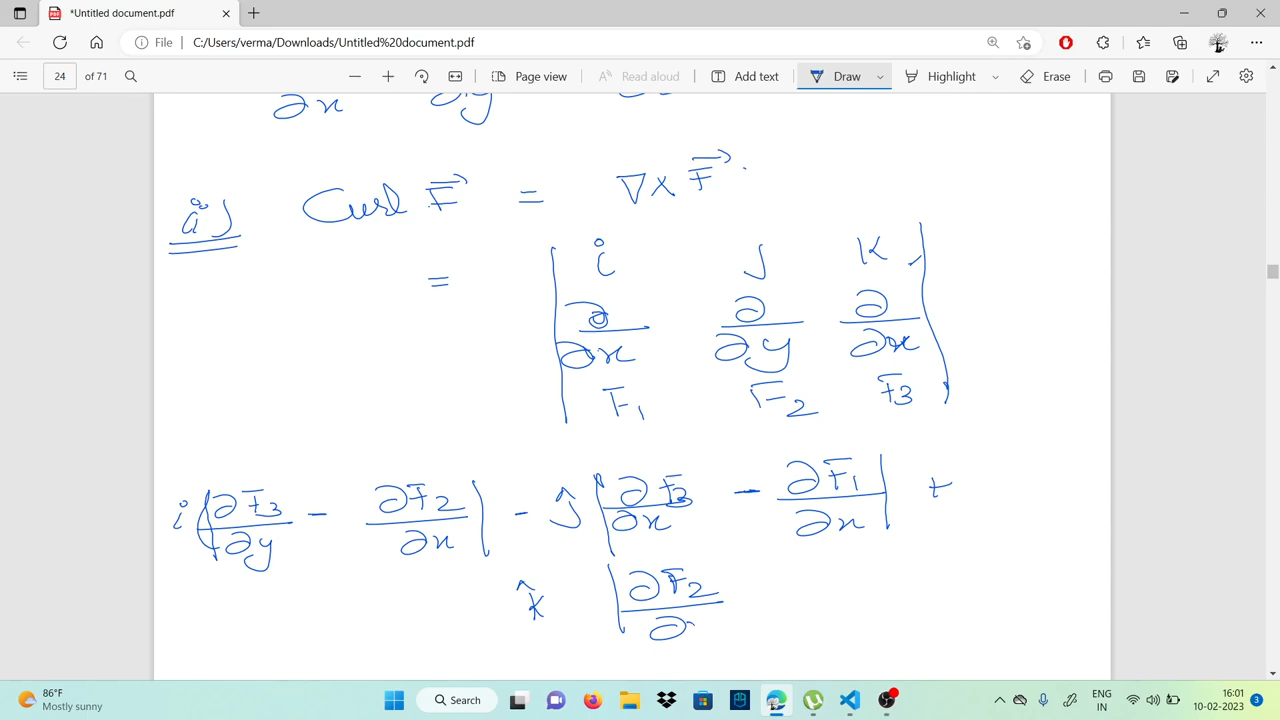 *Untitled document.pdf
File C:/Users/verma/Downloads/Untitled%20document.pdf
24 of 71 Page view Read aloud Add text Draw Highlight Erase
∂x ∂y
ii) Curl F⃗ = ∇ × F⃗
= | i j k |
| ∂/∂x ∂/∂y ∂/∂x |
| F₁ F₂ F₃ |
i | ∂F₃/∂y - ∂F₂/∂x | - ĵ | ∂F₃/∂x - ∂F₁/∂x | +
k̂ | ∂F₂/∂
86°F
Mostly sunny
Search
ENG
IN
16:01
10-02-2023
3